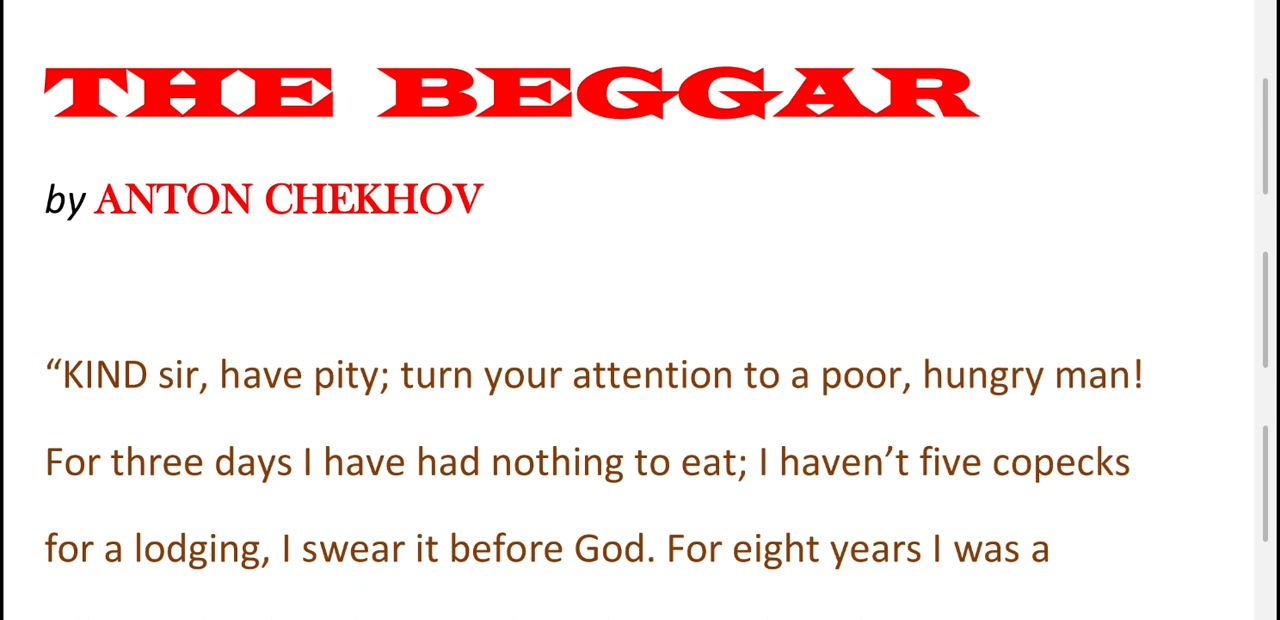 THE BEGGAR
by ANTON CHEKHOV
“KIND sir, have pity; turn your attention to a poor, hungry man!
For three days I have had nothing to eat; I haven’t five copecks
for a lodging, I swear it before God. For eight years I was a